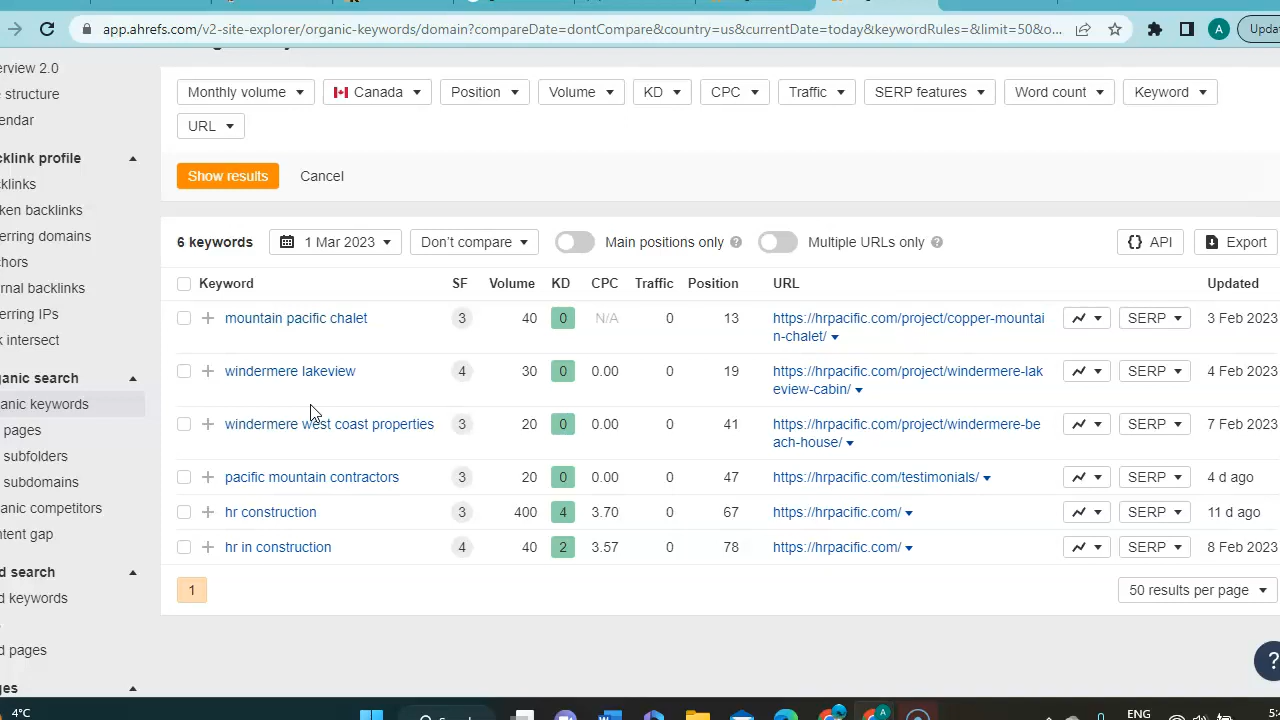 app.ahrefs.com/v2-site-explorer/organic-keywords/domain?compareDate=dontCompare&country=us&currentDate=today&keywordRules=&limit=50&o...
A
Upda
erview 2.0
e structure
endar
cklink profile
cklinks
ken backlinks
erring domains
chors
ernal backlinks
erring IPs
k intersect
ganic search
anic keywords
pages
subfolders
subdomains
anic competitors
ntent gap
d search
d keywords
d pages
ges
Monthly volume
Canada
Position
Volume
KD
CPC
Traffic
SERP features
Word count
Keyword
URL
Show results
Cancel
6 keywords
1 Mar 2023
Don't compare
Main positions only ?
Multiple URLs only ?
API
Export
Keyword SF Volume KD CPC Traffic Position URL Updated
mountain pacific chalet 3 40 0 N/A 0 13 https://hrpacific.com/project/copper-mountai SERP 3 Feb 2023
n-chalet/
windermere lakeview 4 30 0 0.00 0 19 https://hrpacific.com/project/windermere-lak SERP 4 Feb 2023
eview-cabin/
windermere west coast properties 3 20 0 0.00 0 41 https://hrpacific.com/project/windermere-be SERP 7 Feb 2023
ach-house/
pacific mountain contractors 3 20 0 0.00 0 47 https://hrpacific.com/testimonials/ SERP 4 d ago
hr construction 3 400 4 3.70 0 67 https://hrpacific.com/ SERP 11 d ago
hr in construction 4 40 2 3.57 0 78 https://hrpacific.com/ SERP 8 Feb 2023
1
50 results per page
?
4°C
A
ENG